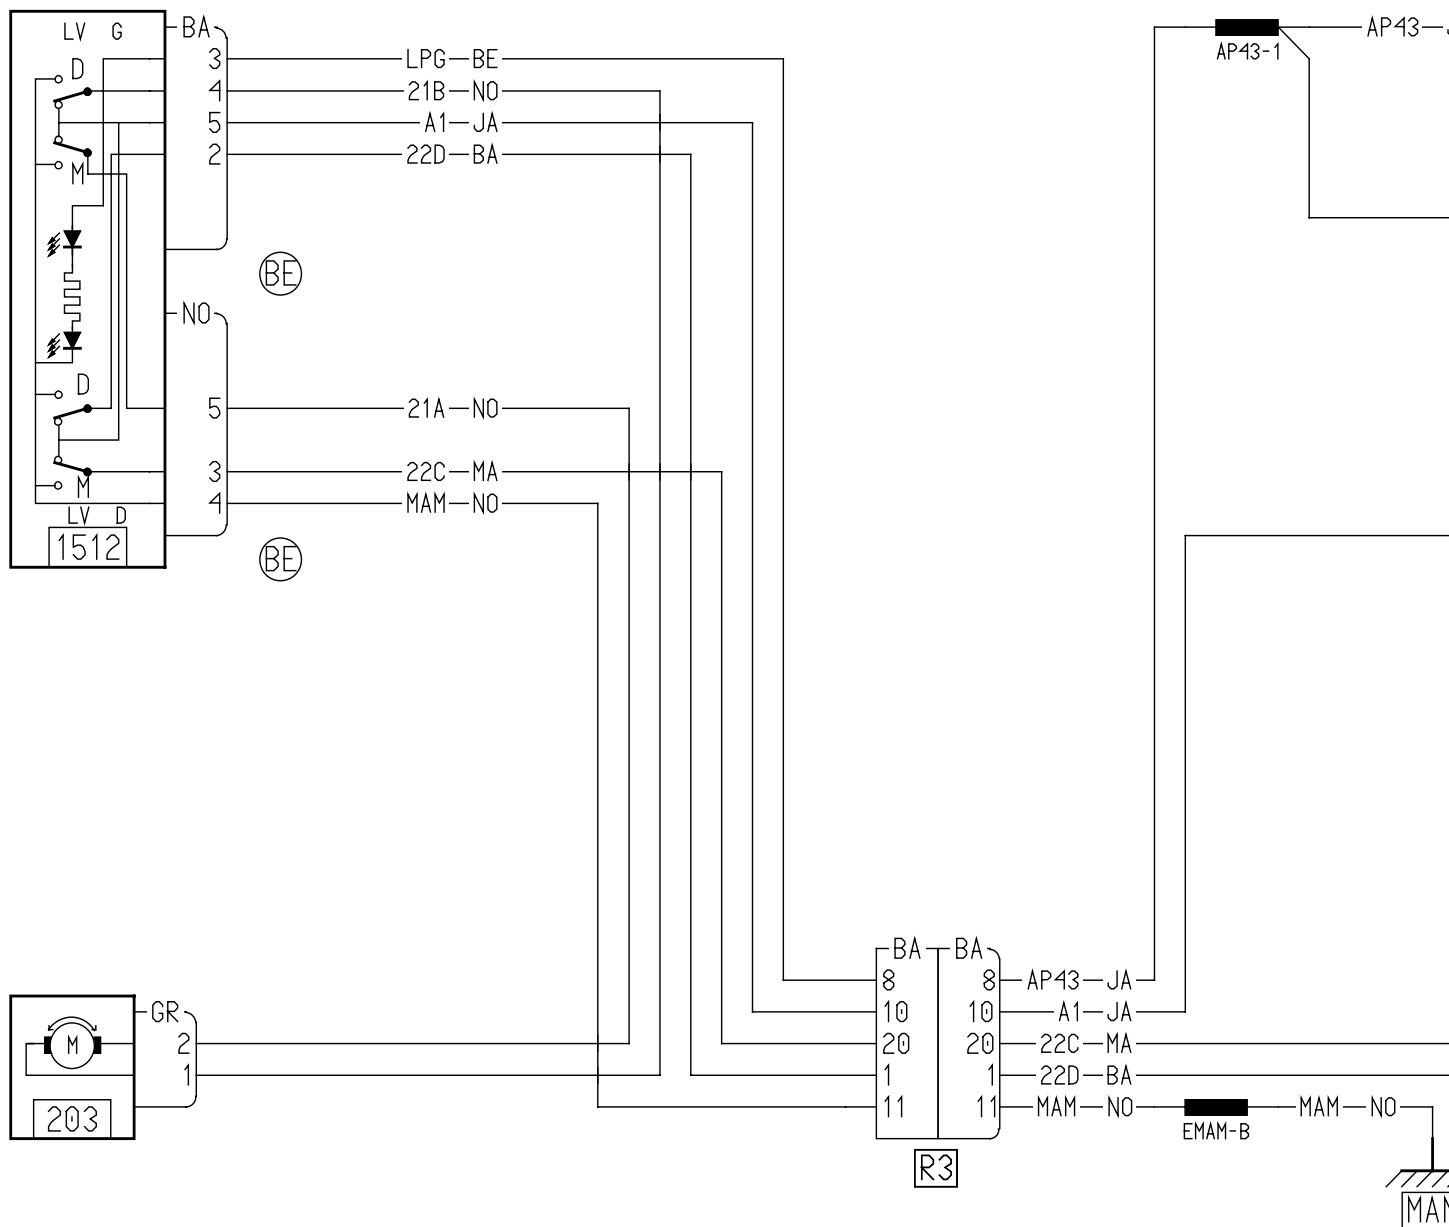 LV G BA AP43 J
AP43-1
D 3 LPG BE
4 21B NO
5 A1 JA
M 2 22D BA
BE
NO
D
5 21A NO
3 22C MA
M 4 MAM NO
LV D
1512 BE
BA BA
8 8 AP43 JA
GR 10 10 A1 JA
M 2 20 20 22C MA
1 1 1 22D BA
203 11 11 MAM NO MAM NO
EMAM-B
R3
MAM